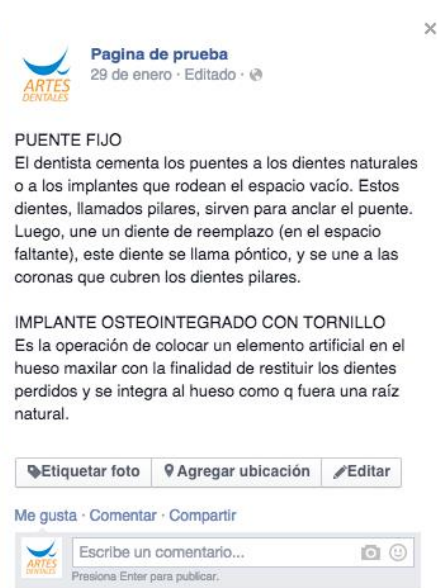 Pagina de prueba
29 de enero · Editado ·
ARTES
DENTALES
PUENTE FIJO
El dentista cementa los puentes a los dientes naturales
o a los implantes que rodean el espacio vacío. Estos
dientes, llamados pilares, sirven para anclar el puente.
Luego, une un diente de reemplazo (en el espacio
faltante), este diente se llama póntico, y se une a las
coronas que cubren los dientes pilares.
IMPLANTE OSTEOINTEGRADO CON TORNILLO
Es la operación de colocar un elemento artificial en el
hueso maxilar con la finalidad de restituir los dientes
perdidos y se integra al hueso como q fuera una raíz
natural.
Etiquetar foto Agregar ubicación Editar
Me gusta · Comentar · Compartir
ARTES
DENTALES
Escribe un comentario...
Presiona Enter para publicar.